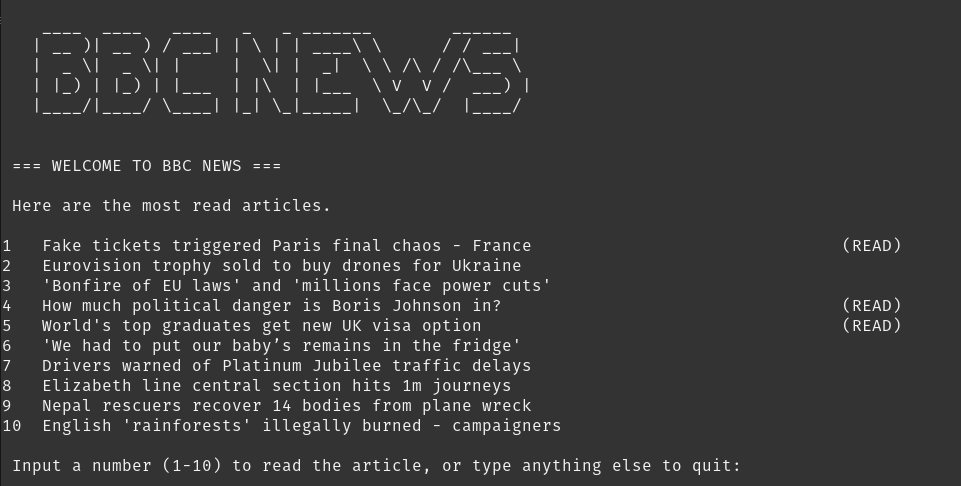 BBC NEWS
=== WELCOME TO BBC NEWS ===
Here are the most read articles.
1 Fake tickets triggered Paris final chaos - France (READ)
2 Eurovision trophy sold to buy drones for Ukraine
3 'Bonfire of EU laws' and 'millions face power cuts'
4 How much political danger is Boris Johnson in? (READ)
5 World's top graduates get new UK visa option (READ)
6 'We had to put our baby’s remains in the fridge'
7 Drivers warned of Platinum Jubilee traffic delays
8 Elizabeth line central section hits 1m journeys
9 Nepal rescuers recover 14 bodies from plane wreck
10 English 'rainforests' illegally burned - campaigners
Input a number (1-10) to read the article, or type anything else to quit: